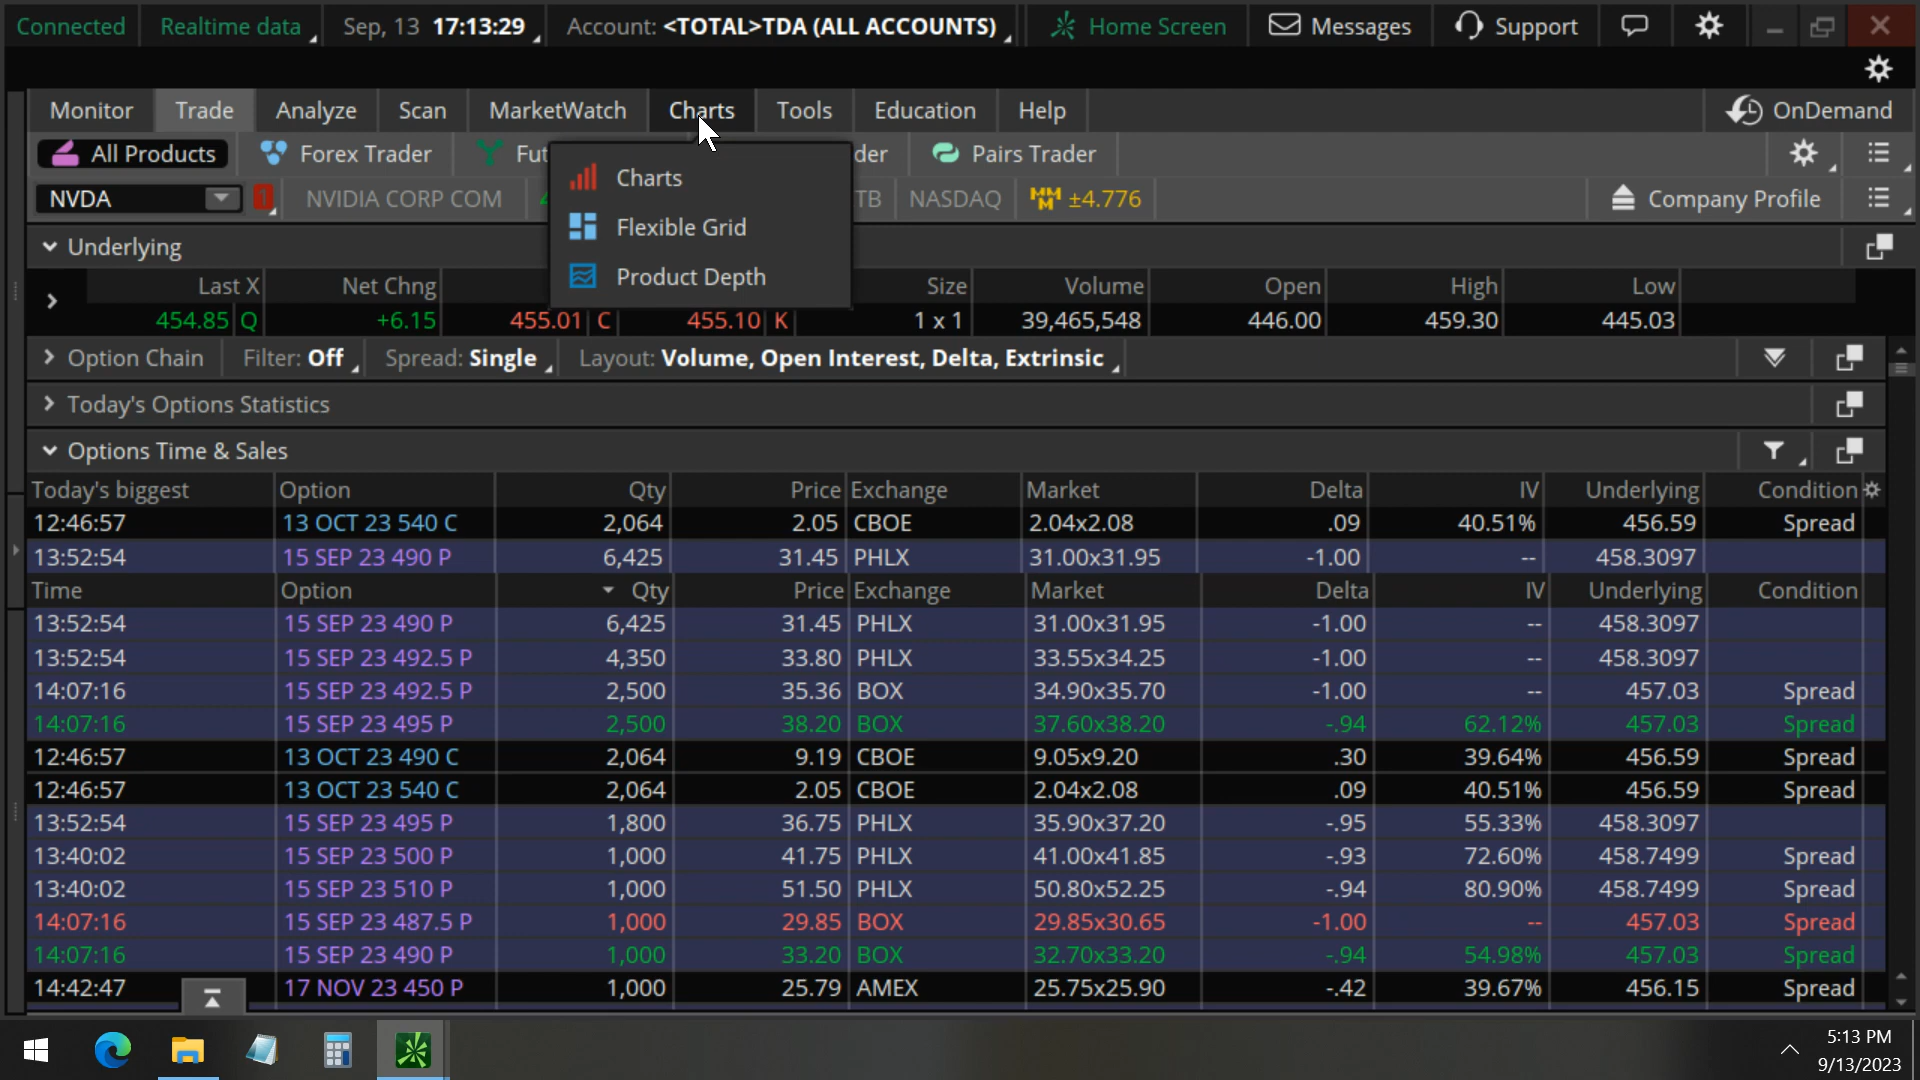 Connected Realtime data Sep, 13 17:13:29 Account: <TOTAL>TDA (ALL ACCOUNTS) Home Screen Messages Support
Monitor Trade Analyze Scan MarketWatch Charts Tools Education Help OnDemand
All Products Forex Trader Fut der Pairs Trader
NVDA 1 NVIDIA CORP COM TB NASDAQ ±4.776 Company Profile
Charts
Flexible Grid
Product Depth
Underlying
Last X Net Chng Size Volume Open High Low
454.85 Q +6.15 455.01 C 455.10 K 1 x 1 39,465,548 446.00 459.30 445.03
Option Chain Filter: Off Spread: Single Layout: Volume, Open Interest, Delta, Extrinsic
Today's Options Statistics
Options Time & Sales
Today's biggest Option Qty Price Exchange Market Delta IV Underlying Condition
12:46:57 13 OCT 23 540 C 2,064 2.05 CBOE 2.04x2.08 .09 40.51% 456.59 Spread
13:52:54 15 SEP 23 490 P 6,425 31.45 PHLX 31.00x31.95 -1.00 -- 458.3097
Time Option Qty Price Exchange Market Delta IV Underlying Condition
13:52:54 15 SEP 23 490 P 6,425 31.45 PHLX 31.00x31.95 -1.00 -- 458.3097
13:52:54 15 SEP 23 492.5 P 4,350 33.80 PHLX 33.55x34.25 -1.00 -- 458.3097
14:07:16 15 SEP 23 492.5 P 2,500 35.36 BOX 34.90x35.70 -1.00 -- 457.03 Spread
14:07:16 15 SEP 23 495 P 2,500 38.20 BOX 37.60x38.20 -.94 62.12% 457.03 Spread
12:46:57 13 OCT 23 490 C 2,064 9.19 CBOE 9.05x9.20 .30 39.64% 456.59 Spread
12:46:57 13 OCT 23 540 C 2,064 2.05 CBOE 2.04x2.08 .09 40.51% 456.59 Spread
13:52:54 15 SEP 23 495 P 1,800 36.75 PHLX 35.90x37.20 -.95 55.33% 458.3097
13:40:02 15 SEP 23 500 P 1,000 41.75 PHLX 41.00x41.85 -.93 72.60% 458.7499 Spread
13:40:02 15 SEP 23 510 P 1,000 51.50 PHLX 50.80x52.25 -.94 80.90% 458.7499 Spread
14:07:16 15 SEP 23 487.5 P 1,000 29.85 BOX 29.85x30.65 -1.00 -- 457.03 Spread
14:07:16 15 SEP 23 490 P 1,000 33.20 BOX 32.70x33.20 -.94 54.98% 457.03 Spread
14:42:47 17 NOV 23 450 P 1,000 25.79 AMEX 25.75x25.90 -.42 39.67% 456.15 Spread
5:13 PM
9/13/2023